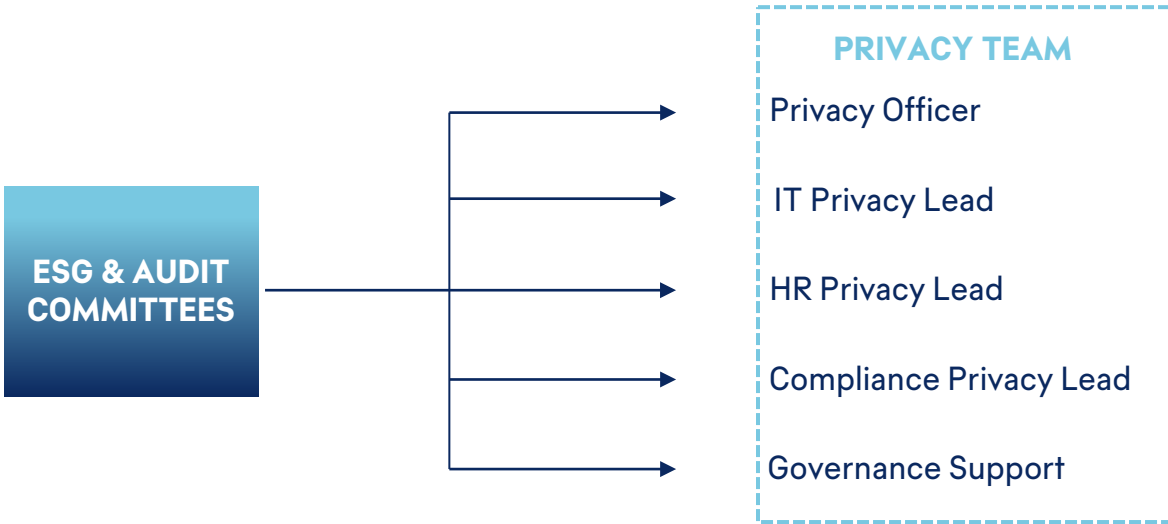 PRIVACY TEAM
Privacy Officer
IT Privacy Lead
ESG & AUDIT
COMMITTEES
HR Privacy Lead
Compliance Privacy Lead
Governance Support